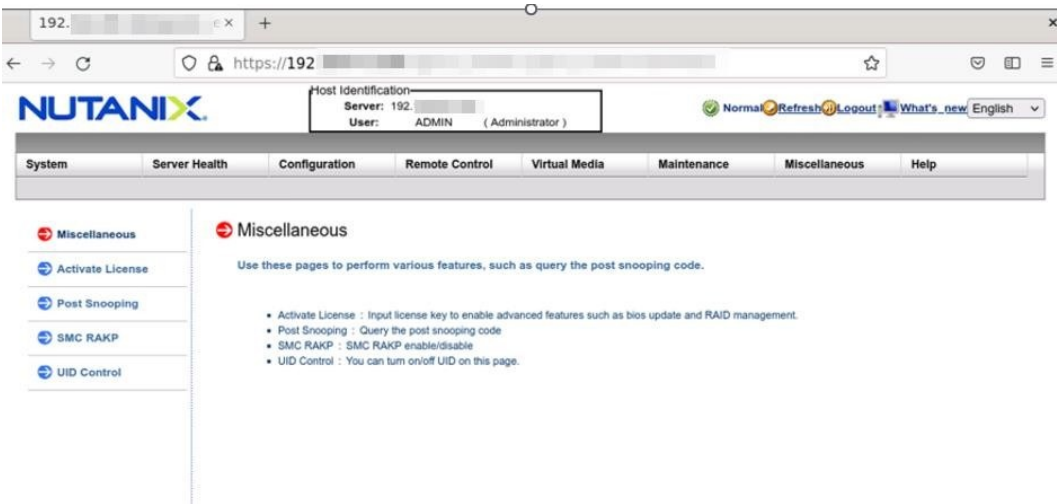 192.
https://192
NUTANIX.
Host Identification
Server: 192.
User: ADMIN ( Administrator )
Normal Refresh Logout What's new English
System Server Health Configuration Remote Control Virtual Media Maintenance Miscellaneous Help
Miscellaneous
Activate License
Post Snooping
SMC RAKP
UID Control
Miscellaneous
Use these pages to perform various features, such as query the post snooping code.
Activate License : Input license key to enable advanced features such as bios update and RAID management.
Post Snooping : Query the post snooping code
SMC RAKP : SMC RAKP enable/disable
UID Control : You can turn on/off UID on this page.